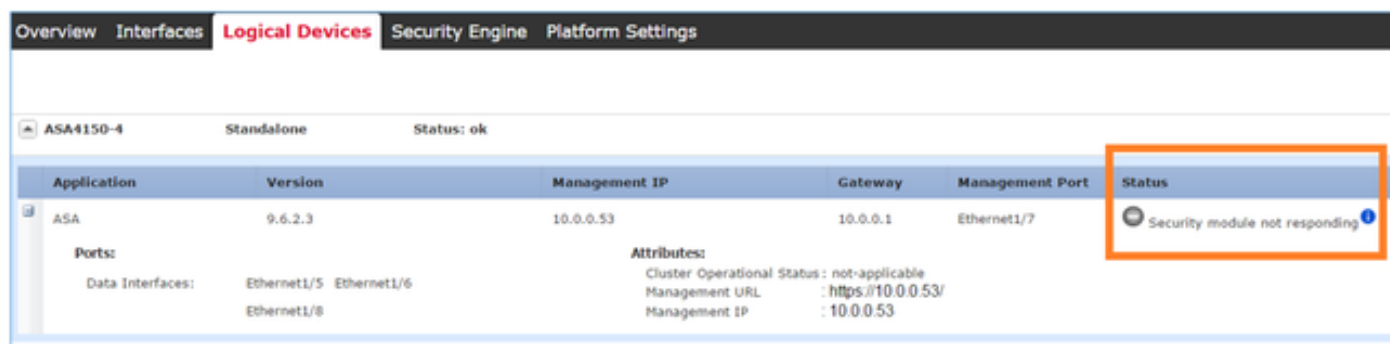 Overview Interfaces Logical Devices Security Engine Platform Settings
ASA4150-4 Standalone Status: ok
Application Version Management IP Gateway Management Port Status
ASA 9.6.2.3 10.0.0.53 10.0.0.1 Ethernet1/7 Security module not responding
Ports: Attributes:
Data Interfaces: Ethernet1/5 Ethernet1/6 Cluster Operational Status : not-applicable
Management URL : https://10.0.0.53/
Ethernet1/8 Management IP : 10.0.0.53